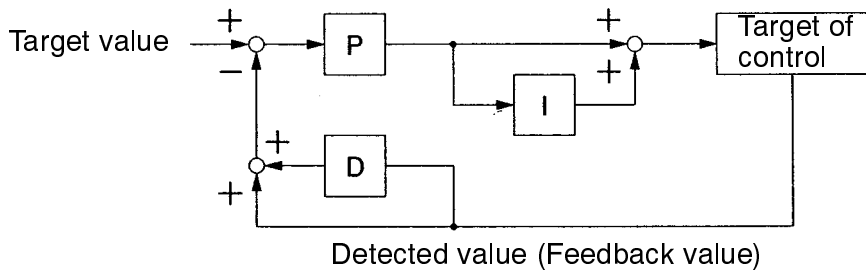 + + P
Target value
Target of
control
−
+
I
+
D
+
Detected value (Feedback value)